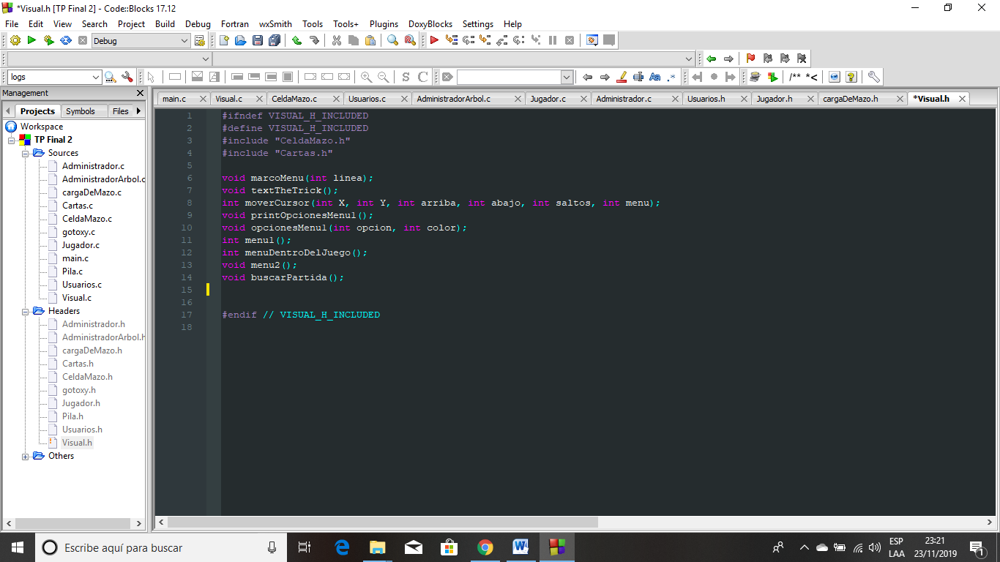 *Visual.h [TP Final 2] - Code::Blocks 17.12
File Edit View Search Project Build Debug Fortran wxSmith Tools Tools+ Plugins DoxyBlocks Settings Help
Debug
logs
S C /** *<
Management
Projects Symbols Files
main.c Visual.c CeldaMazo.c Usuarios.c AdministradorArbol.c Jugador.c Administrador.c Usuarios.h Jugador.h cargaDeMazo.h *Visual.h
Workspace
TP Final 2
Sources
Administrador.c
AdministradorArbol.c
cargaDeMazo.c
Cartas.c
CeldaMazo.c
gotoxy.c
Jugador.c
main.c
Pila.c
Usuarios.c
Visual.c
Headers
Administrador.h
AdministradorArbol.h
cargaDeMazo.h
Cartas.h
CeldaMazo.h
gotoxy.h
Jugador.h
Pila.h
Usuarios.h
Visual.h
Others
1 #ifndef VISUAL_H_INCLUDED
2 #define VISUAL_H_INCLUDED
3 #include "CeldaMazo.h"
4 #include "Cartas.h"
5
6 void marcoMenu(int linea);
7 void textTheTrick();
8 int moverCursor(int X, int Y, int arriba, int abajo, int saltos, int menu);
9 void printOpcionesMenu1();
10 void opcionesMenu1(int opcion, int color);
11 int menu1();
12 int menuDentroDelJuego();
13 void menu2();
14 void buscarPartida();
15
16
17 #endif // VISUAL_H_INCLUDED
18
Escribe aquí para buscar
ESP
LAA
23:21
23/11/2019
1